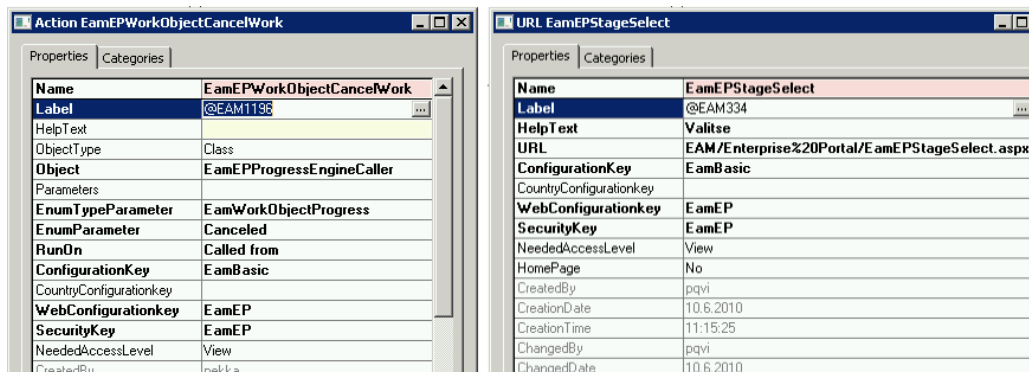 Action EamEPWorkObjectCancelWork
Properties Categories
Name EamEPWorkObjectCancelWork
Label @EAM1196 ...
HelpText
ObjectType Class
Object EamEPProgressEngineCaller
Parameters
EnumTypeParameter EamWorkObjectProgress
EnumParameter Canceled
RunOn Called from
ConfigurationKey EamBasic
CountryConfigurationkey
WebConfigurationkey EamEP
SecurityKey EamEP
NeededAccessLevel View
CreatedBy pekka
URL EamEPStageSelect
Properties Categories
Name EamEPStageSelect
Label @EAM334 ...
HelpText Valitse
URL EAM/Enterprise%20Portal/EamEPStageSelect.aspx
ConfigurationKey EamBasic
CountryConfigurationkey
WebConfigurationkey EamEP
SecurityKey EamEP
NeededAccessLevel View
HomePage No
CreatedBy pqvi
CreationDate 10.6.2010
CreationTime 11:15:25
ChangedBy pqvi
ChangedDate 10.6.2010